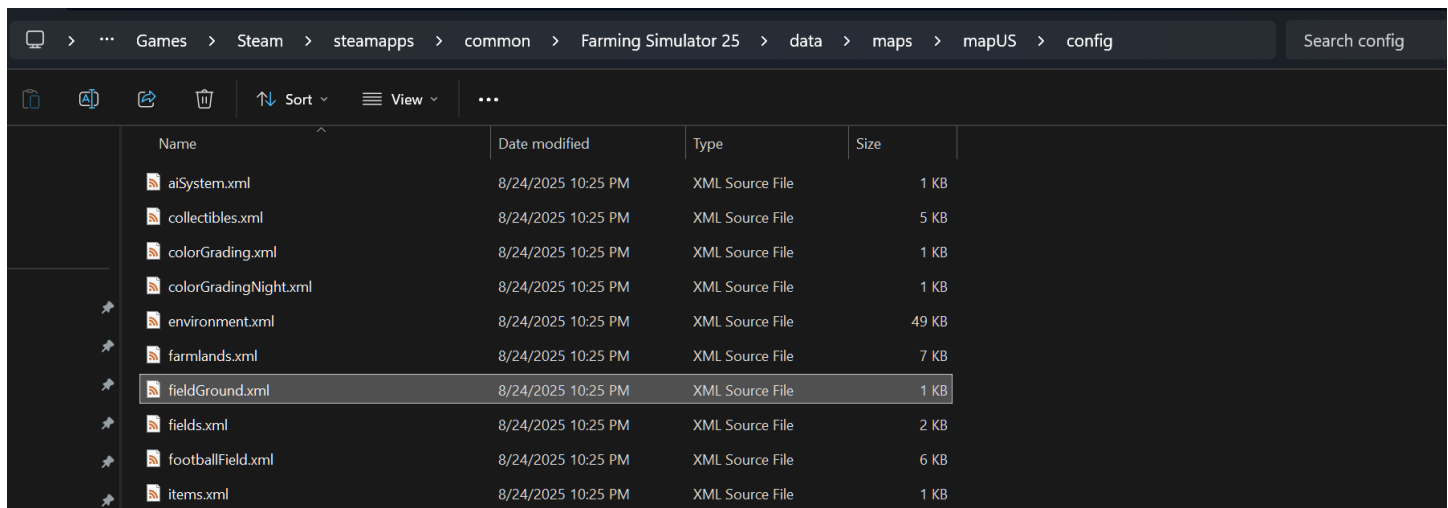 Games > Steam > steamapps > common > Farming Simulator 25 > data > maps > mapUS > config Search config
Sort View
Name Date modified Type Size
aiSystem.xml 8/24/2025 10:25 PM XML Source File 1 KB
collectibles.xml 8/24/2025 10:25 PM XML Source File 5 KB
colorGrading.xml 8/24/2025 10:25 PM XML Source File 1 KB
colorGradingNight.xml 8/24/2025 10:25 PM XML Source File 1 KB
environment.xml 8/24/2025 10:25 PM XML Source File 49 KB
farmlands.xml 8/24/2025 10:25 PM XML Source File 7 KB
fieldGround.xml 8/24/2025 10:25 PM XML Source File 1 KB
fields.xml 8/24/2025 10:25 PM XML Source File 2 KB
footballField.xml 8/24/2025 10:25 PM XML Source File 6 KB
items.xml 8/24/2025 10:25 PM XML Source File 1 KB